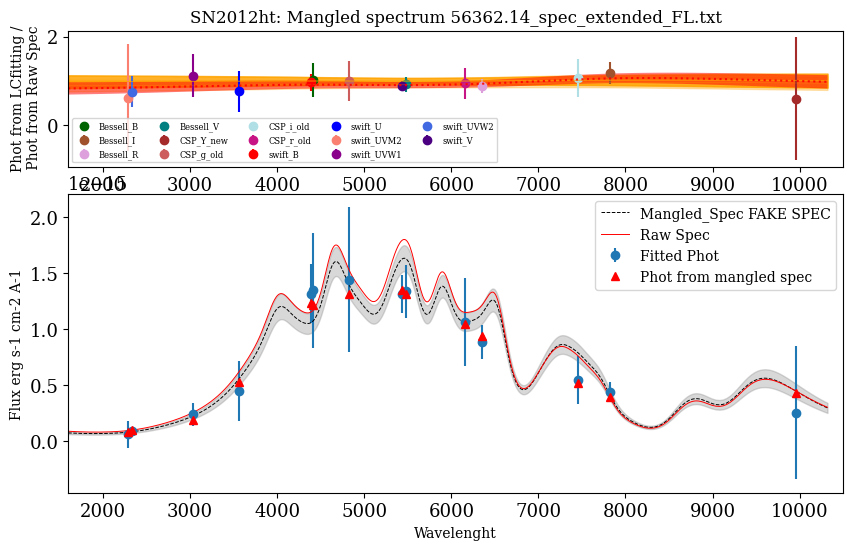 SN2012ht: Mangled spectrum 56362.14_spec_extended_FL.txt
Phot from LCfitting /
Phot from Raw Spec
2
0
Bessell_B Bessell_V CSP_i_old swift_U swift_UVW2
Bessell_I CSP_Y_new CSP_r_old swift_UVM2 swift_V
Bessell_R CSP_g_old swift_B swift_UVW1
2000 3000 4000 5000 6000 7000 8000 9000 10000
1e−15
Flux erg s-1 cm-2 A-1
2.0
1.5
1.0
0.5
0.0
Mangled_Spec FAKE SPEC
Raw Spec
Fitted Phot
Phot from mangled spec
2000 3000 4000 5000 6000 7000 8000 9000 10000
Wavelenght